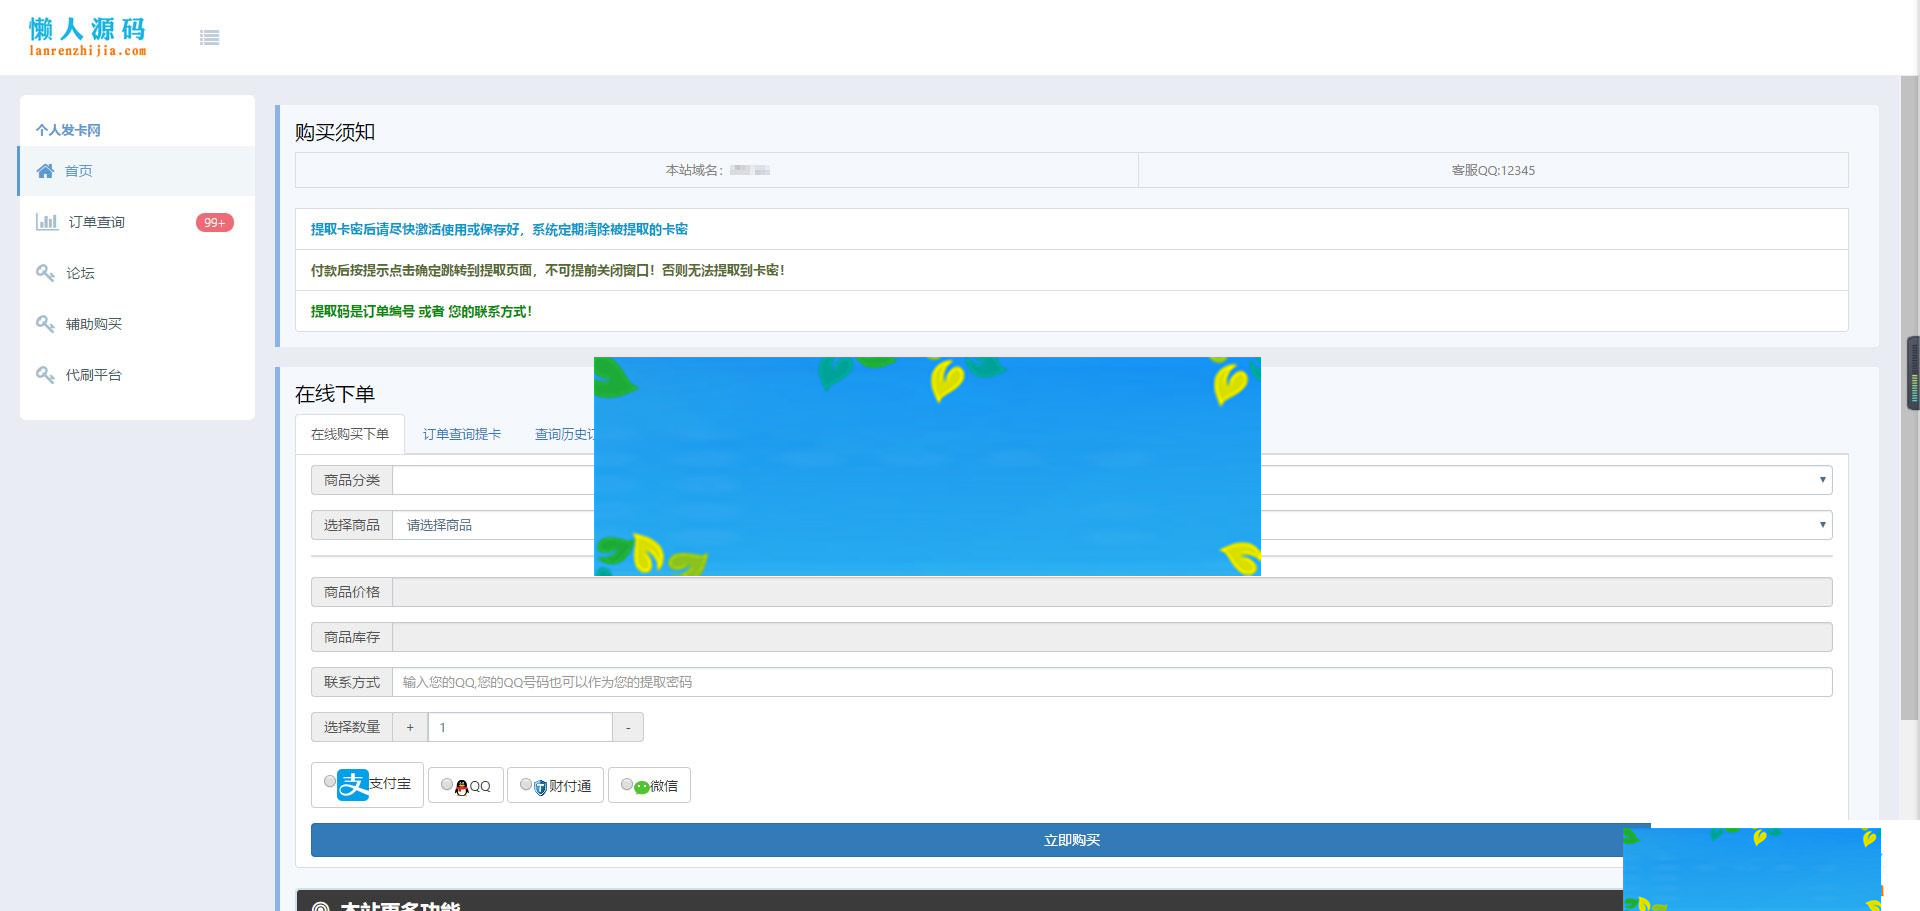 懒人源码
lanrenzhijia.com
个人发卡网
首页
订单查询 99+
论坛
辅助购买
代刷平台
购买须知
本站域名：
客服QQ:12345
提取卡密后请尽快激活使用或保存好，系统定期清除被提取的卡密
付款后按提示点击确定跳转到提取页面，不可提前关闭窗口！否则无法提取到卡密！
提取码是订单编号 或者 您的联系方式！
在线下单
在线购买下单 订单查询提卡 查询历史
商品分类
选择商品 请选择商品
商品价格
商品库存
联系方式 输入您的QQ,您的QQ号码也可以作为您的提取密码
选择数量 + 1 -
支付宝 QQ 财付通 微信
立即购买
本站更多功能